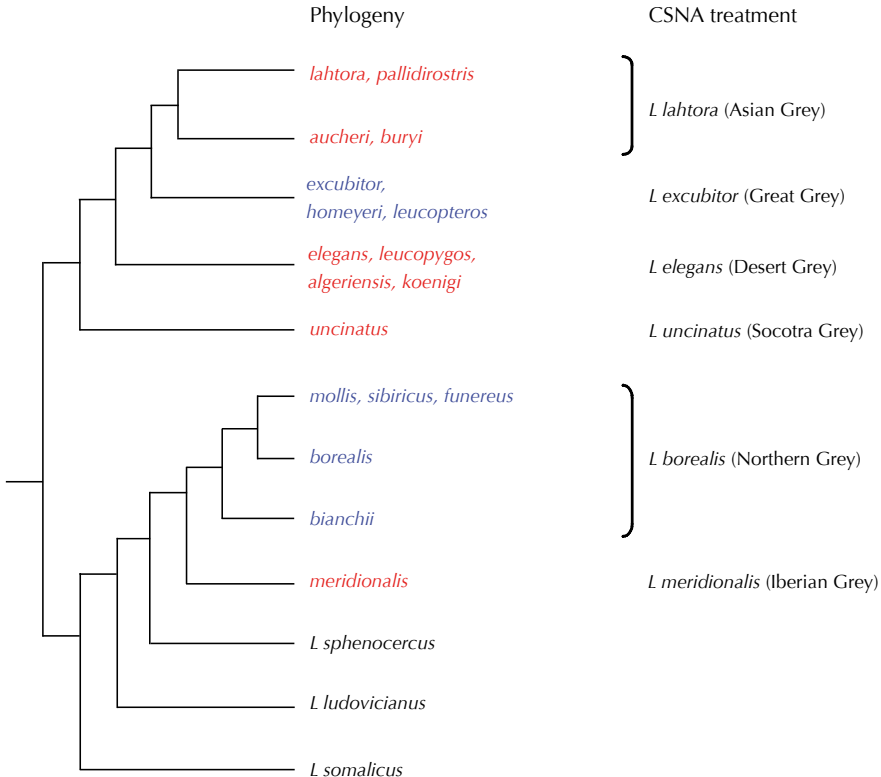 Phylogeny
CSNA treatment
lahtora, pallidirostris
L lahtora (Asian Grey)
aucheri, buryi
excubitor,
homeyeri, leucopteros
L excubitor (Great Grey)
elegans, leucopygos,
algeriensis, koenigi
L elegans (Desert Grey)
uncinatus
L uncinatus (Socotra Grey)
mollis, sibiricus, funereus
borealis
L borealis (Northern Grey)
bianchii
meridionalis
L meridionalis (Iberian Grey)
L sphenocercus
L ludovicianus
L somalicus